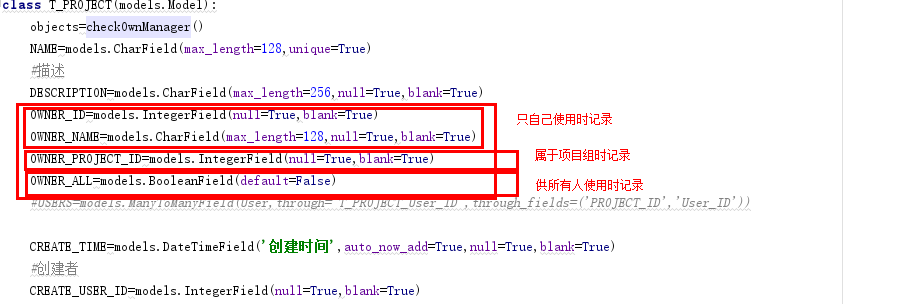 class T_PROJECT(models.Model):
objects=checkOwnManager()
NAME=models.CharField(max_length=128,unique=True)
#描述
DESCRIPTION=models.CharField(max_length=256,null=True,blank=True)
OWNER_ID=models.IntegerField(null=True,blank=True)
只自己使用时记录
OWNER_NAME=models.CharField(max_length=128,null=True,blank=True)
OWNER_PROJECT_ID=models.IntegerField(null=True,blank=True)
属于项目组时记录
OWNER_ALL=models.BooleanField(default=False)
供所有人使用时记录
#USERS=models.ManyToManyField(User,through='T_PROJECT_User_ID',through_fields=('PROJECT_ID','User_ID'))
CREATE_TIME=models.DateTimeField('创建时间',auto_now_add=True,null=True,blank=True)
#创建者
CREATE_USER_ID=models.IntegerField(null=True,blank=True)